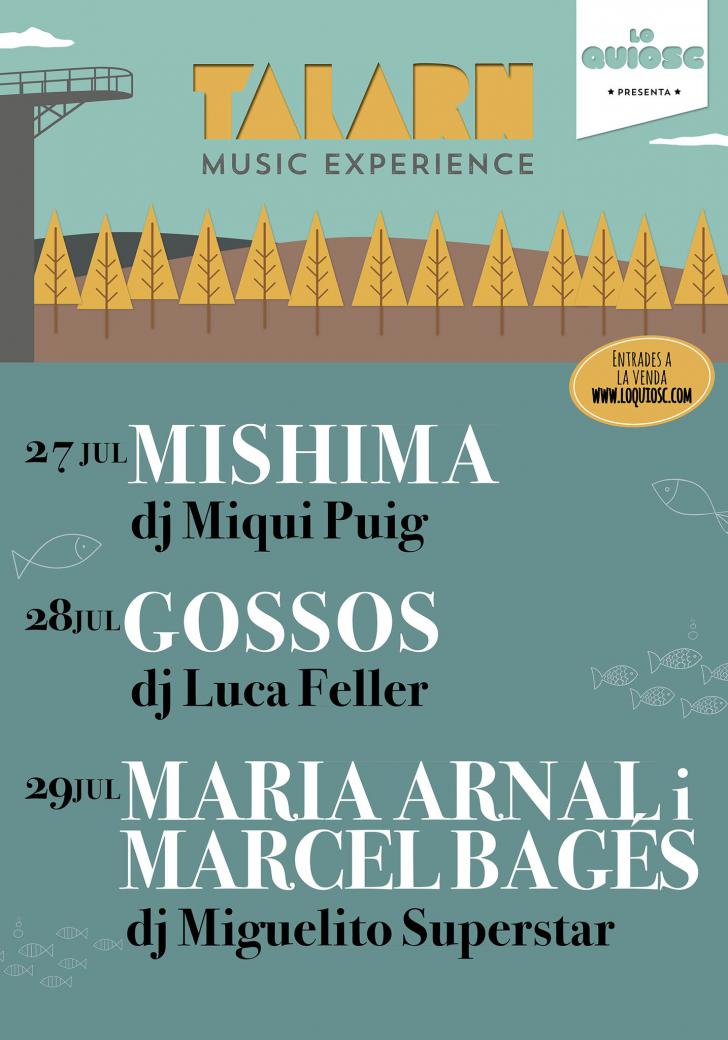 LO
QUIOSC
★ PRESENTA ★
TALARN
MUSIC EXPERIENCE
ENTRADES A
LA VENDA
WWW.LOQUIOSC.COM
27 JUL MISHIMA
dj Miqui Puig
28 JUL GOSSOS
dj Luca Feller
29 JUL MARIA ARNAL i
MARCEL BAGÉS
dj Miguelito Superstar